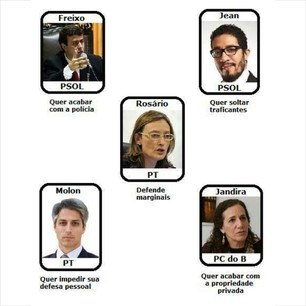 Freixo
PSOL
Quer acabar
com a polícia
Jean
PSOL
Quer soltar
traficantes
Rosário
PT
Defende
marginais
Molon
PT
Quer impedir sua
defesa pessoal
Jandira
PC do B
Quer acabar com
a propriedade
privada